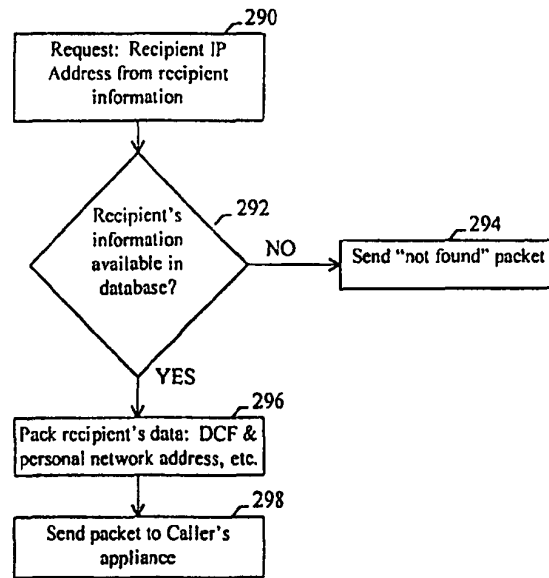 290
Request: Recipient IP
Address from recipient
information
292
Recipient's
information
available in
database?
NO
294
Send "not found" packet
YES
296
Pack recipient's data: DCF &
personal network address, etc.
298
Send packet to Caller's
appliance